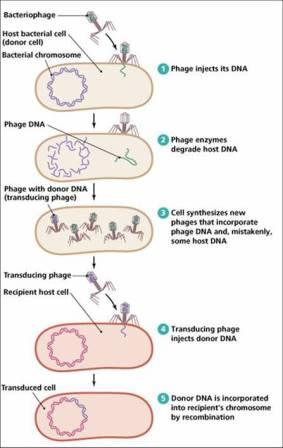 Bacteriophage
Host bacterial cell
(donor cell)
Bacterial chromosome
1 Phage injects its DNA
Phage DNA
2 Phage enzymes
degrade host DNA
Phage with donor DNA
(transducing phage)
3 Cell synthesizes new
phages that incorporate
phage DNA and, mistakenly,
some host DNA
Transducing phage
Recipient host cell
4 Transducing phage
injects donor DNA
Transduced cell
5 Donor DNA is incorporated
into recipient's chromosome
by recombination